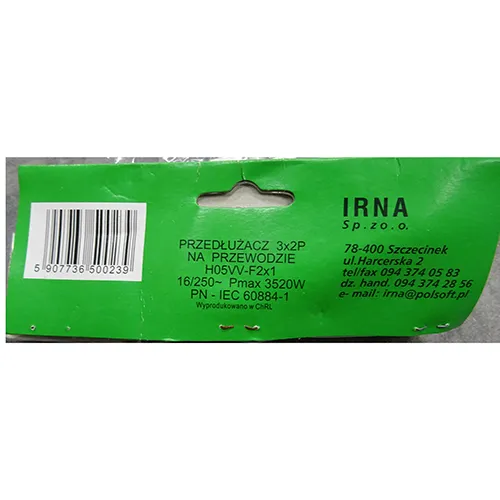 5 907736 500239
PRZEDŁUŻACZ 3x2P
NA PRZEWODZIE
H05VV-F2x1
16/250~ Pmax 3520W
PN - IEC 60884-1
Wyprodukowano w ChRL
IRNA
Sp. zo. o.
78-400 Szczecinek
ul.Harcerska 2
tel/fax 094 374 05 83
dz. hand. 094 374 28 56
e- mail: irna@polsoft.pl